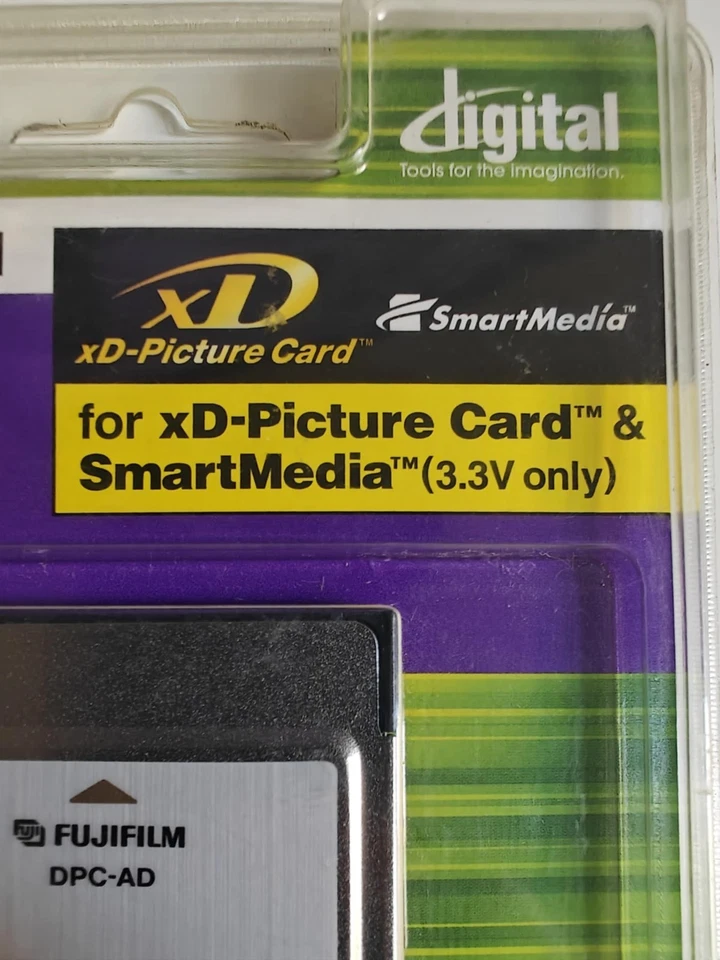 digital
Tools for the Imagination.
xD
xD-Picture Card™
SmartMedia™
for xD-Picture Card™ &
SmartMedia™(3.3V only)
FUJI FUJIFILM
DPC-AD